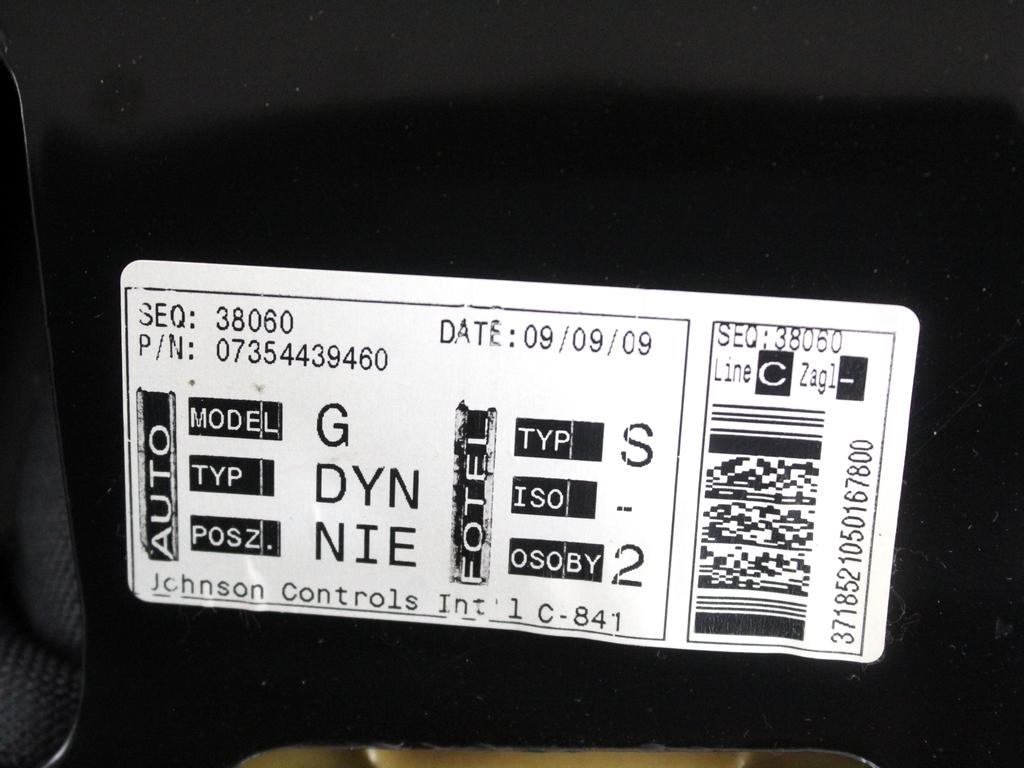 SEQ: 38060
P/N: 07354439460
DATE: 09/09/09
AUTO
MODEL G
TYP DYN
POSZ. NIE
FOTEL
TYP S
ISO -
OSOBY 2
Johnson Controls Int'l C-841
SEQ:38060
Line C Zagl -
3718521050167800